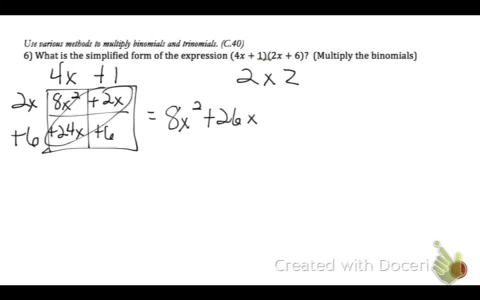 Use various methods to multiply binomials and trinomials. (C.40)
6) What is the simplified form of the expression (4x + 1)(2x + 6)? (Multiply the binomials)
4x +1
2x2
2x 8x² +2x
+6 +24x +6
= 8x² + 26x
Created with Doceri